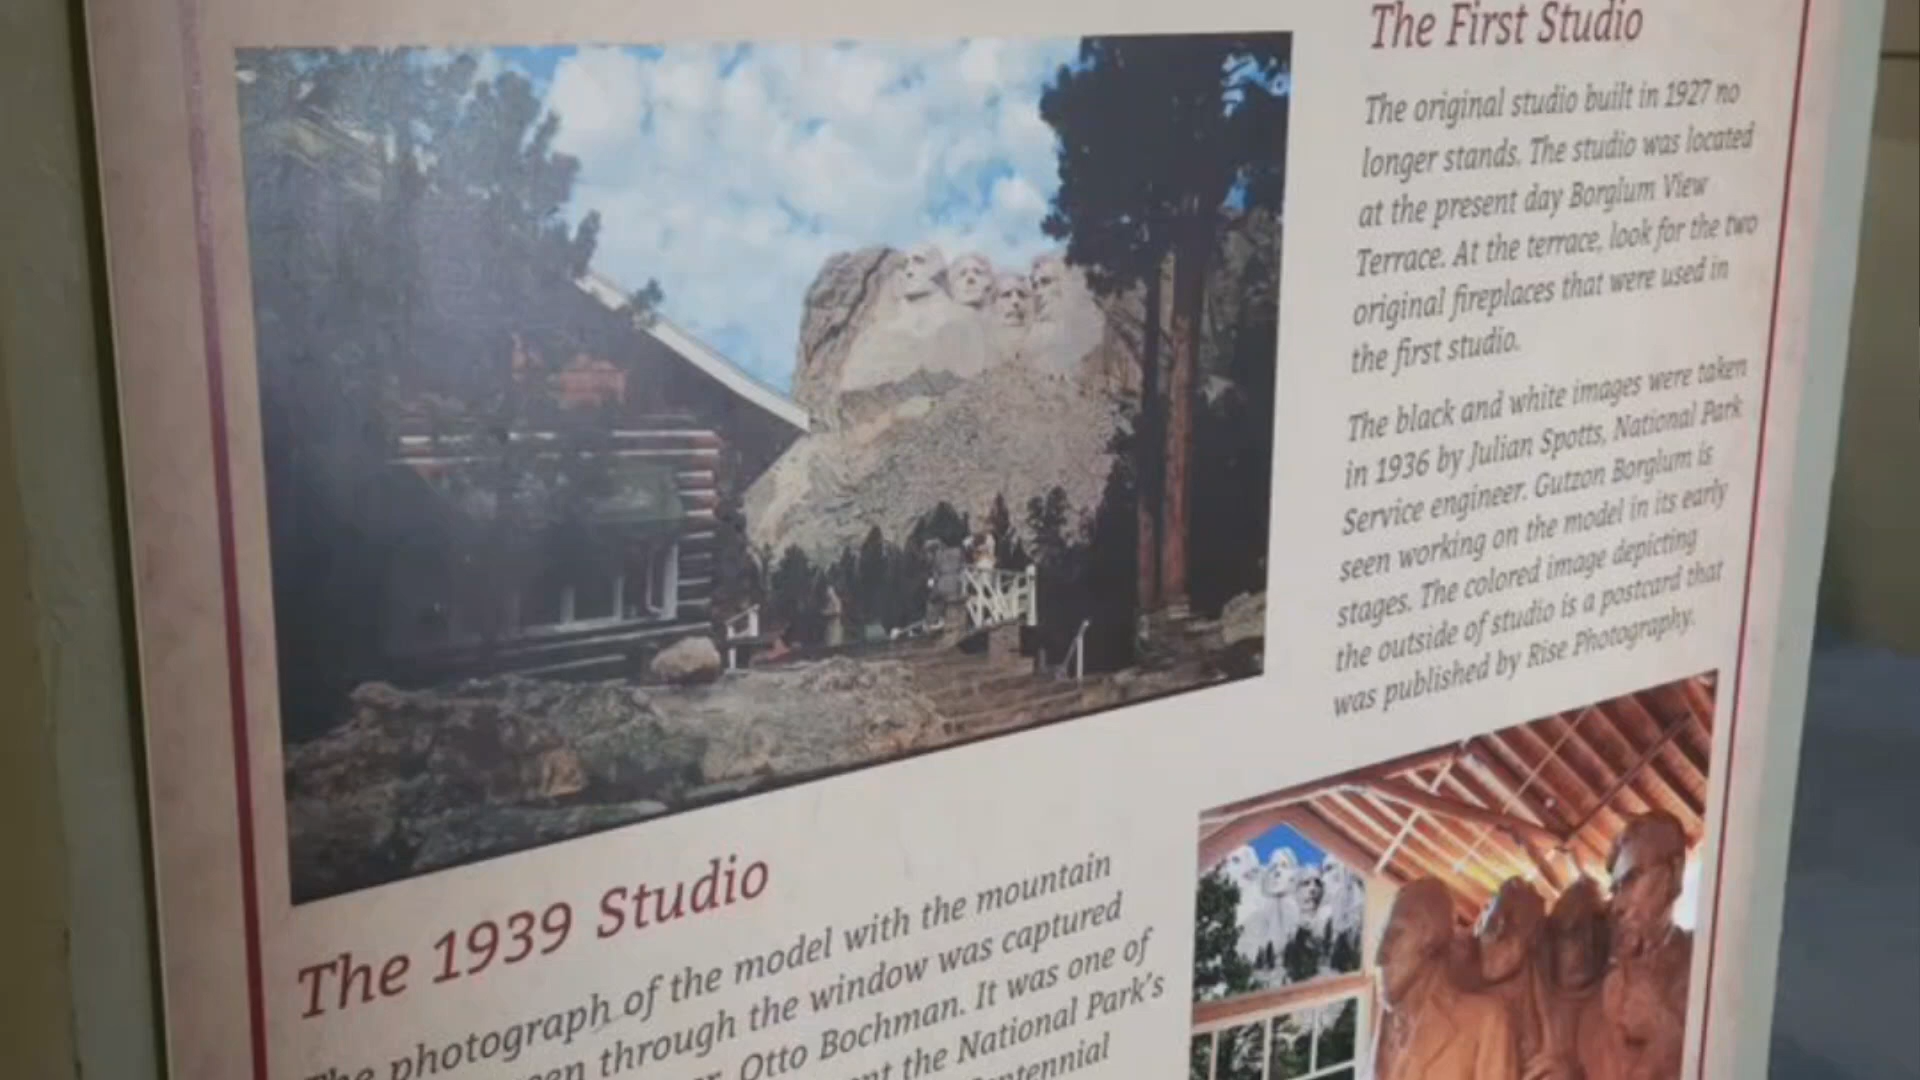 The First Studio
The original studio built in 1927 no
longer stands. The studio was located
at the present day Borglum View
Terrace. At the terrace, look for the two
original fireplaces that were used in
the first studio.
The black and white images were taken
in 1936 by Julian Spotts, National Park
Service engineer. Gutzon Borglum is
seen working on the model in its early
stages. The colored image depicting
the outside of studio is a postcard that
was published by Rise Photography.
The 1939 Studio
The photograph of the model with the mountain
through the window was captured
Otto Bochman. It was one of
the National Park's